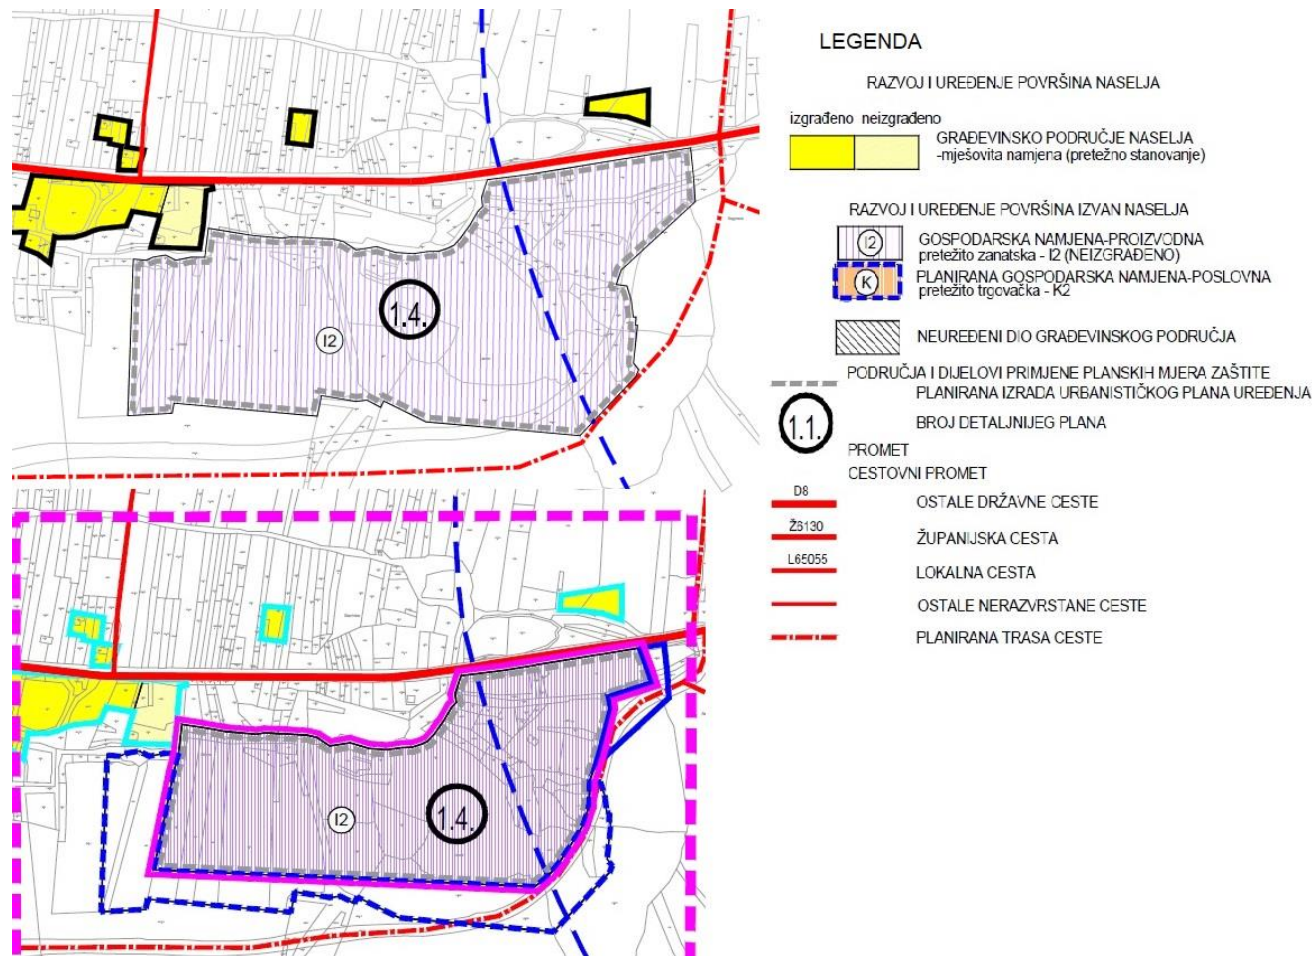 1.4.
I2
I2
1.4.
LEGENDA
RAZVOJ I UREĐENJE POVRŠINA NASELJA
izgrađeno neizgrađeno
GRAĐEVINSKO PODRUČJE NASELJA
-mješovita namjena (pretežno stanovanje)
RAZVOJ I UREĐENJE POVRŠINA IZVAN NASELJA
I2
GOSPODARSKA NAMJENA-PROIZVODNA
pretežito zanatska - I2 (NEIZGRAĐENO)
K
PLANIRANA GOSPODARSKA NAMJENA-POSLOVNA
pretežito trgovačka - K2
NEUREĐENI DIO GRAĐEVINSKOG PODRUČJA
PODRUČJA I DIJELOVI PRIMJENE PLANSKIH MJERA ZAŠTITE
PLANIRANA IZRADA URBANISTIČKOG PLANA UREĐENJA
1.1.
BROJ DETALJNIJEG PLANA
PROMET
CESTOVNI PROMET
D8
OSTALE DRŽAVNE CESTE
Ž6130
ŽUPANIJSKA CESTA
L65055
LOKALNA CESTA
OSTALE NERAZVRSTANE CESTE
PLANIRANA TRASA CESTE